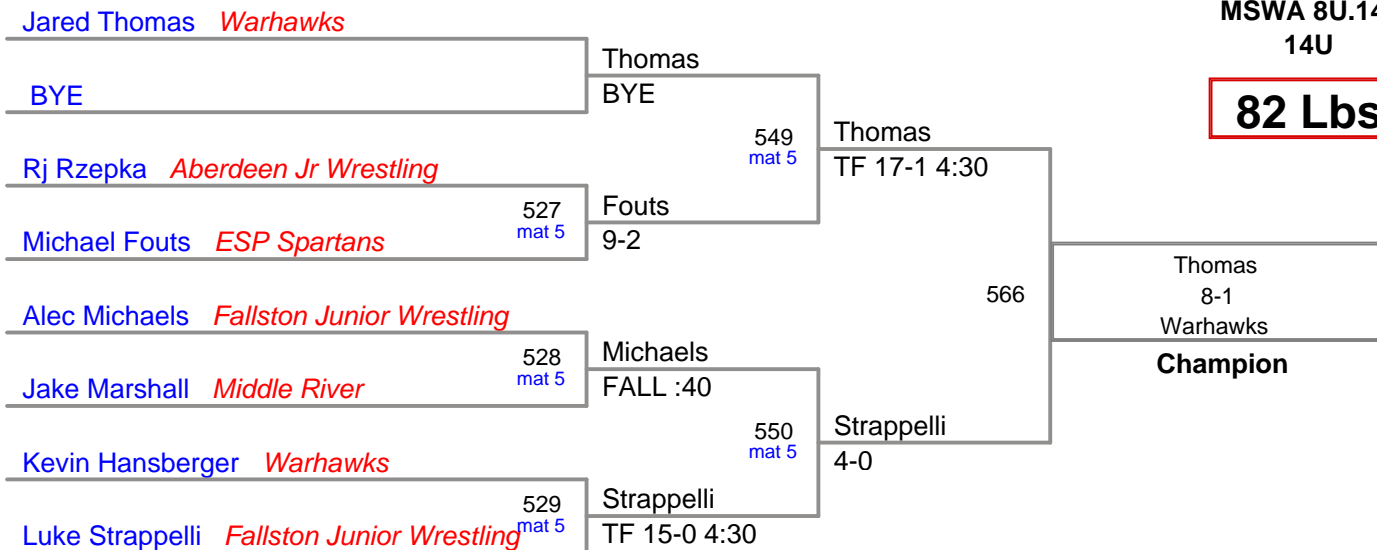 Jared Thomas Warhawks
BYE
Rj Rzepka Aberdeen Jr Wrestling
Michael Fouts ESP Spartans
Alec Michaels Fallston Junior Wrestling
Jake Marshall Middle River
Kevin Hansberger Warhawks
Luke Strappelli Fallston Junior Wrestling
527
mat 5
528
mat 5
529
mat 5
Thomas
BYE
Fouts
9-2
Michaels
FALL :40
Strappelli
TF 15-0 4:30
549
mat 5
550
mat 5
Thomas
TF 17-1 4:30
Strappelli
4-0
566
Thomas
8-1
Warhawks
Champion
MSWA 8U.14
14U
82 Lbs